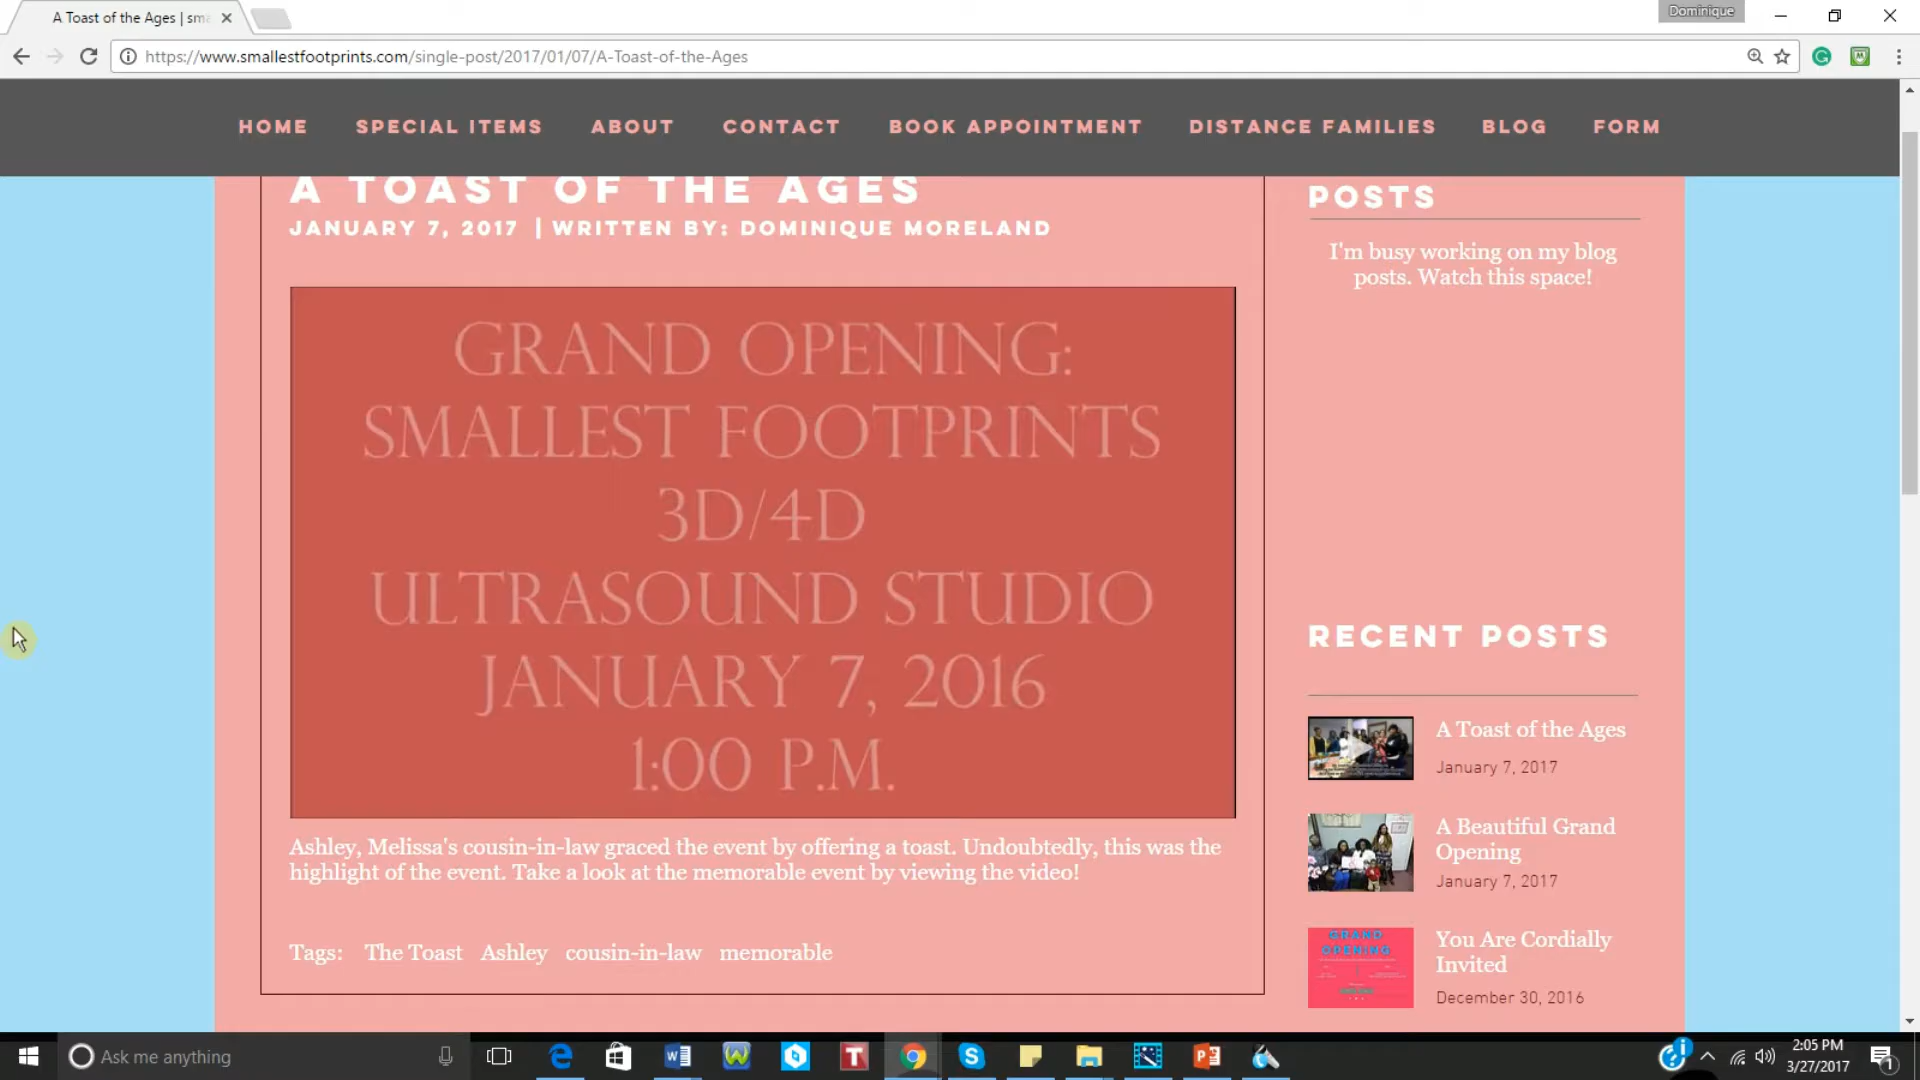 A Toast of the Ages | sma
Dominique
https://www.smallestfootprints.com/single-post/2017/01/07/A-Toast-of-the-Ages
HOME SPECIAL ITEMS ABOUT CONTACT BOOK APPOINTMENT DISTANCE FAMILIES BLOG FORM
A TOAST OF THE AGES
JANUARY 7, 2017 | WRITTEN BY: DOMINIQUE MORELAND
GRAND OPENING:
SMALLEST FOOTPRINTS
3D/4D
ULTRASOUND STUDIO
JANUARY 7, 2016
1:00 P.M.
Ashley, Melissa's cousin-in-law graced the event by offering a toast. Undoubtedly, this was the
highlight of the event. Take a look at the memorable event by viewing the video!
Tags: The Toast Ashley cousin-in-law memorable
POSTS
I'm busy working on my blog
posts. Watch this space!
RECENT POSTS
A Toast of the Ages
January 7, 2017
A Beautiful Grand
Opening
January 7, 2017
GRAND
OPENING
You Are Cordially
Invited
December 30, 2016
Ask me anything
2:05 PM
3/27/2017
1